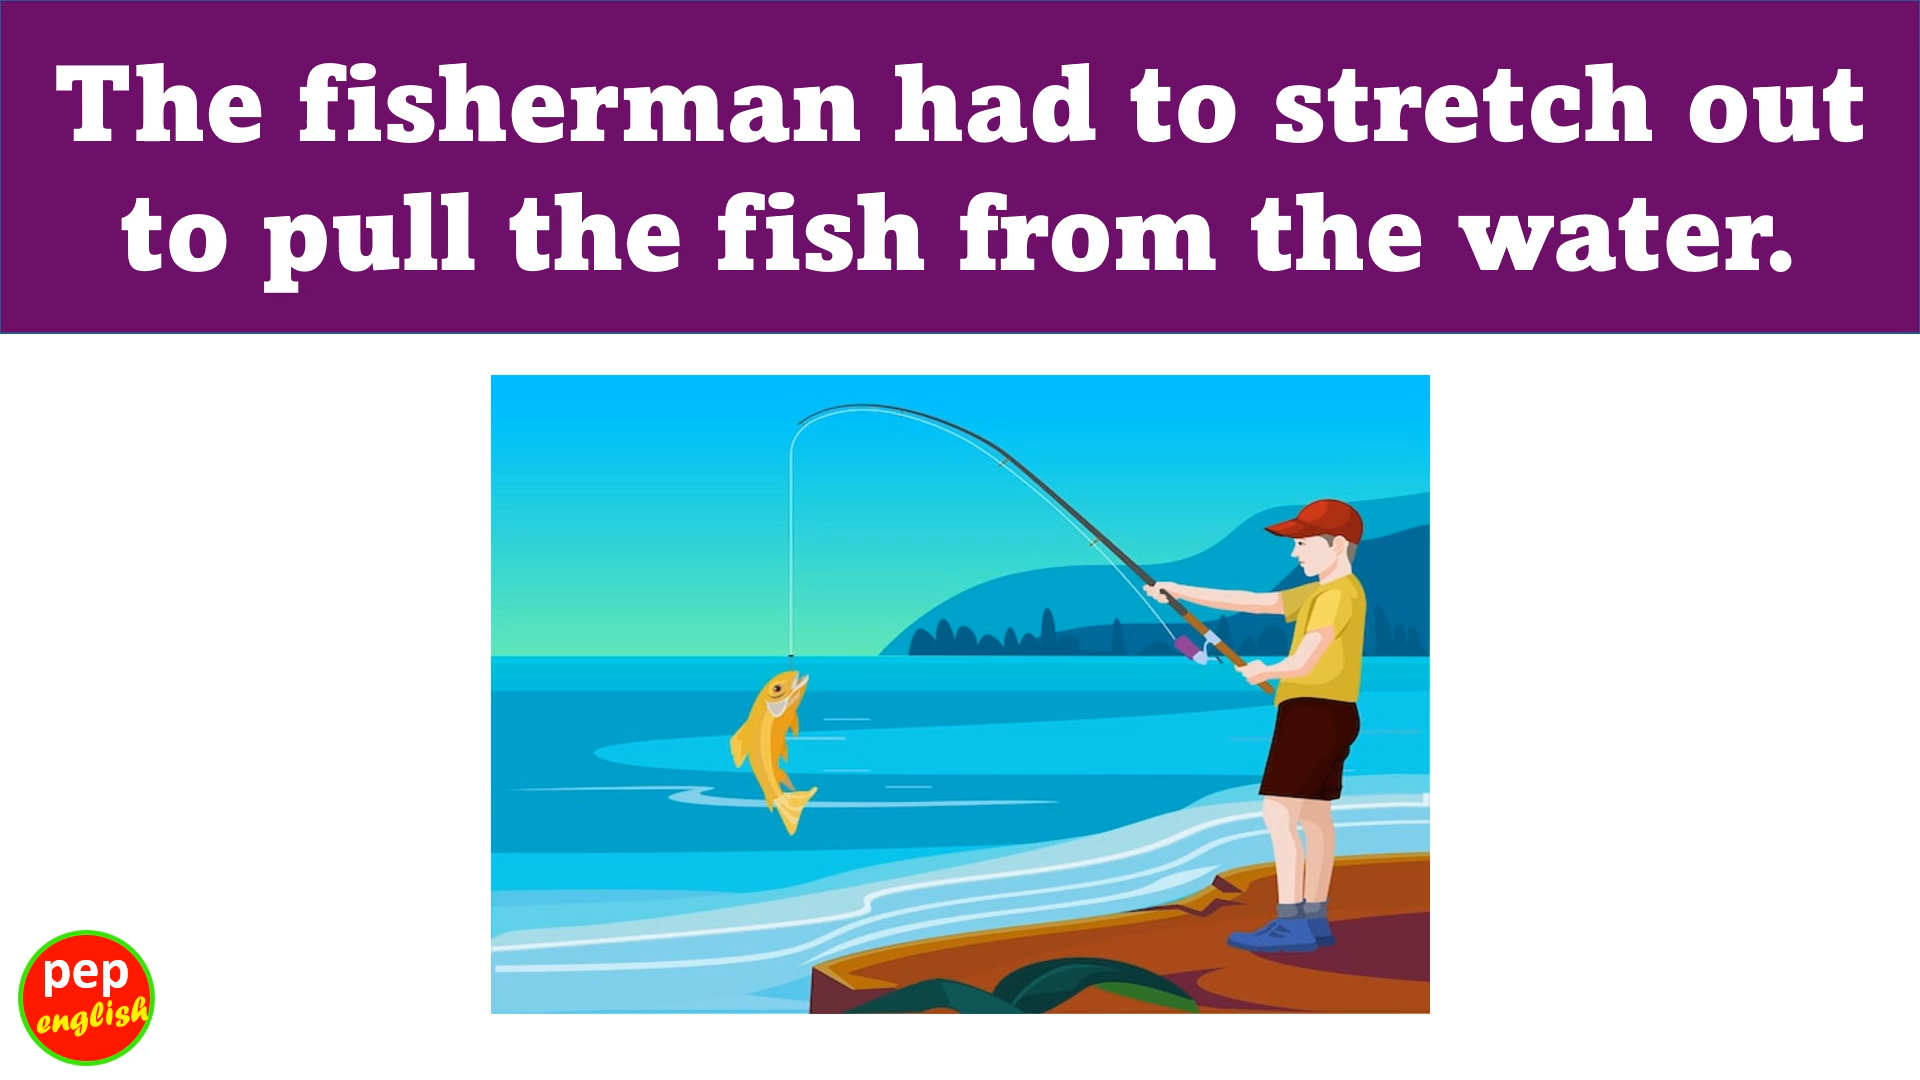 The fisherman had to stretch out
to pull the fish from the water.
pep
english